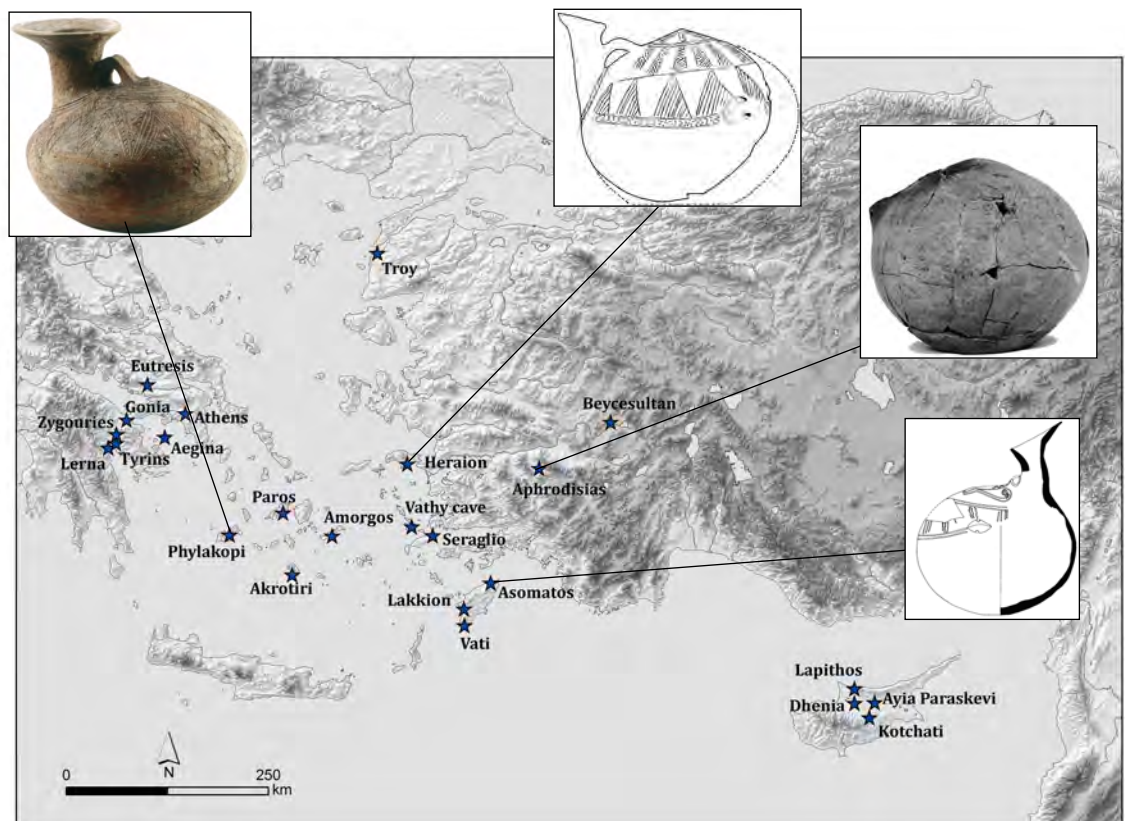 Troy
Eutresis
Gonia
Zygouries
Athens
Aegina
Lerna
Tyrins
Beycesultan
Heraion
Aphrodisias
Paros
Vathy cave
Amorgos
Seraglio
Phylakopi
Akrotiri
Asomatos
Lakkion
Vati
Lapithos
Dhenia
Ayia Paraskevi
Kotchati
N
0 250
km